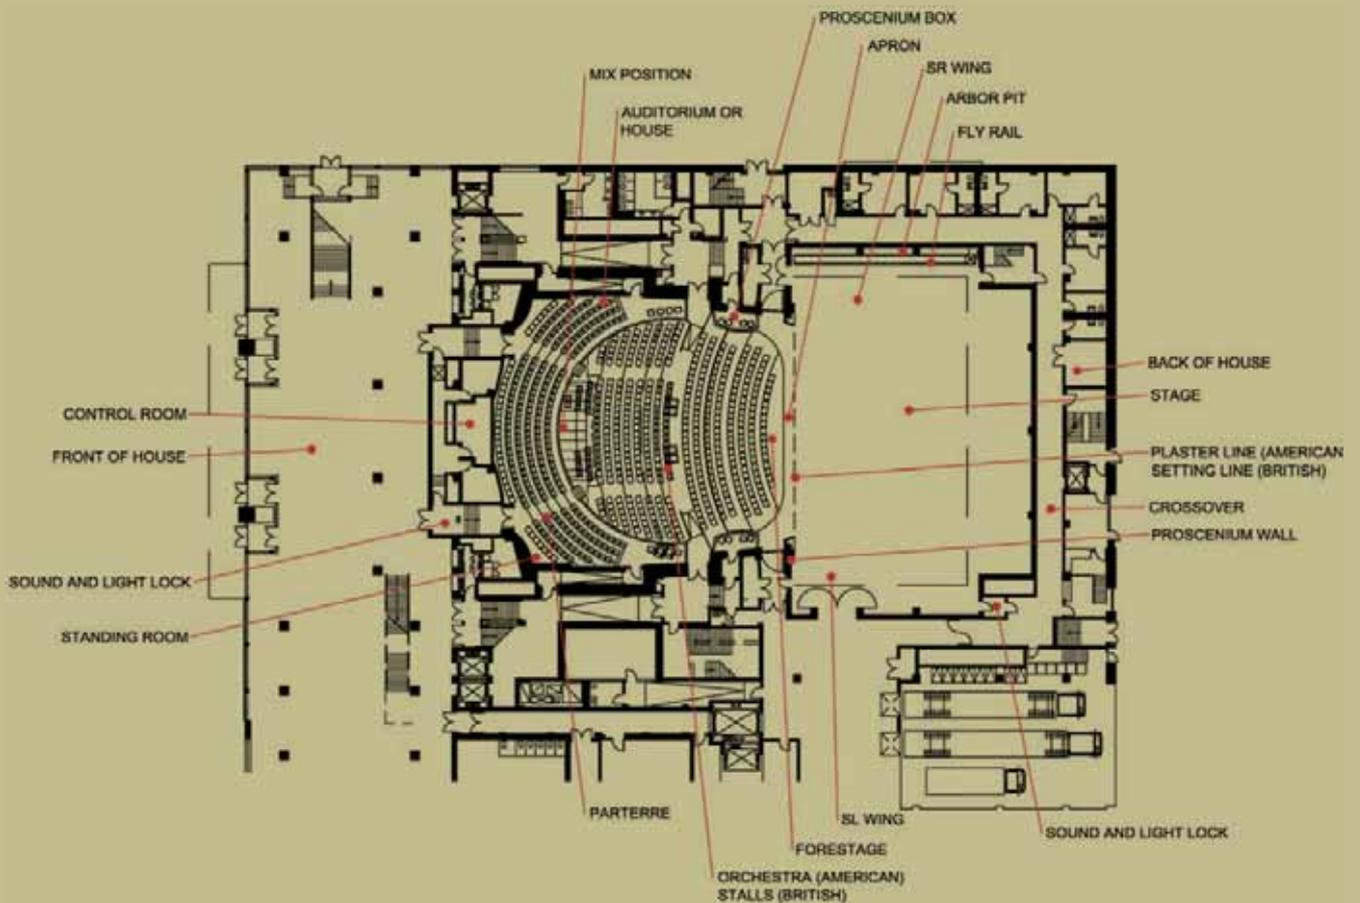 PROSCENIUM BOX
APRON
SR WING
ARBOR PIT
FLY RAIL
MIX POSITION
AUDITORIUM OR
HOUSE
BACK OF HOUSE
STAGE
PLASTER LINE (AMERICAN
SETTING LINE (BRITISH)
CROSSOVER
PROSCENIUM WALL
CONTROL ROOM
FRONT OF HOUSE
SOUND AND LIGHT LOCK
STANDING ROOM
PARTERRE
SL WING
SOUND AND LIGHT LOCK
FORESTAGE
ORCHESTRA (AMERICAN)
STALLS (BRITISH)